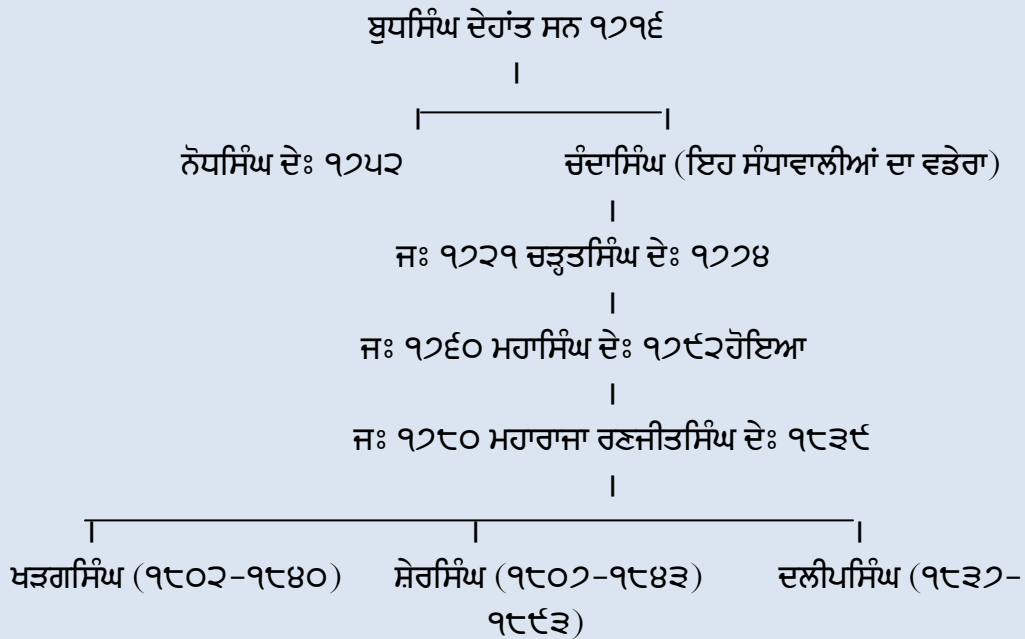 ਬੁਧਸਿੰਘ ਦੇਹਾਂਤ ਸਨ ੧੭੧੬
ਨੋਧਸਿੰਘ ਦੇਃ ੧੭੫੨ ਚੰਦਾਸਿੰਘ (ਇਹ ਸੰਧਾਵਾਲੀਆਂ ਦਾ ਵਡੇਰਾ)
ਜਃ ੧੭੨੧ ਚੜ੍ਹਤਸਿੰਘ ਦੇਃ ੧੭੭੪
ਜਃ ੧੭੬੦ ਮਹਾਸਿੰਘ ਦੇਃ ੧੭੯੨ਹੋਇਆ
ਜਃ ੧੭੮੦ ਮਹਾਰਾਜਾ ਰਣਜੀਤਸਿੰਘ ਦੇਃ ੧੮੩੯
ਖੜਗਸਿੰਘ (੧੮੦੨-੧੮੪੦) ਸ਼ੇਰਸਿੰਘ (੧੮੦੭-੧੮੪੩) ਦਲੀਪਸਿੰਘ (੧੮੩੭-
੧੮੯੩)